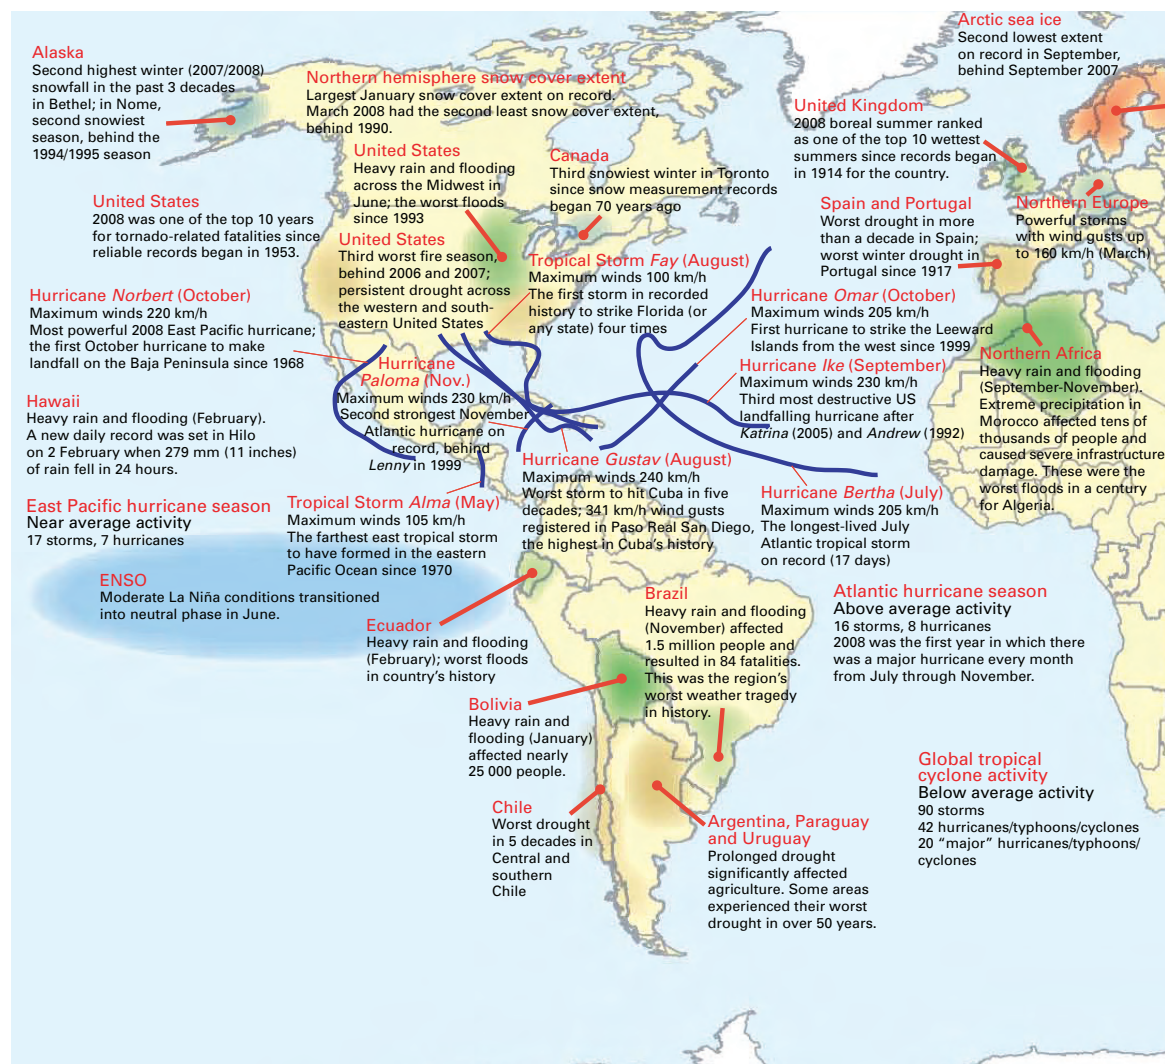 Arctic sea ice
Second lowest extent
on record in September,
behind September 2007
Alaska
Second highest winter (2007/2008)
snowfall in the past 3 decades
in Bethel; in Nome,
second snowiest
season, behind the
1994/1995 season
Northern hemisphere snow cover extent
Largest January snow cover extent on record.
March 2008 had the second least snow cover extent,
behind 1990.
United Kingdom
2008 boreal summer ranked
as one of the top 10 wettest
summers since records began
in 1914 for the country.
United States
Heavy rain and flooding
across the Midwest in
June; the worst floods
since 1993
Canada
Third snowiest winter in Toronto
since snow measurement records
began 70 years ago
United States
2008 was one of the top 10 years
for tornado-related fatalities since
reliable records began in 1953.
Spain and Portugal
Worst drought in more
than a decade in Spain;
worst winter drought in
Portugal since 1917
Northern Europe
Powerful storms
with wind gusts up
to 160 km/h (March)
United States
Third worst fire season,
behind 2006 and 2007;
persistent drought across
the western and south-
eastern United States
Tropical Storm Fay (August)
Maximum winds 100 km/h
The first storm in recorded
history to strike Florida (or
any state) four times
Hurricane Norbert (October)
Maximum winds 220 km/h
Most powerful 2008 East Pacific hurricane;
the first October hurricane to make
landfall on the Baja Peninsula since 1968
Hurricane Omar (October)
Maximum winds 205 km/h
First hurricane to strike the Leeward
Islands from the west since 1999
Northern Africa
Heavy rain and flooding
(September-November).
Extreme precipitation in
Morocco affected tens of
thousands of people and
caused severe infrastructure
damage. These were the
worst floods in a century
for Algeria.
Hurricane
Paloma (Nov.)
Maximum winds 230 km/h
Second strongest November
Atlantic hurricane on
record, behind
Lenny in 1999
Hurricane Ike (September)
Maximum winds 230 km/h
Third most destructive US
landfalling hurricane after
Katrina (2005) and Andrew (1992)
Hawaii
Heavy rain and flooding (February).
A new daily record was set in Hilo
on 2 February when 279 mm (11 inches)
of rain fell in 24 hours.
Hurricane Gustav (August)
Maximum winds 240 km/h
Worst storm to hit Cuba in five
decades; 341 km/h wind gusts
registered in Paso Real San Diego,
the highest in Cuba's history
Hurricane Bertha (July)
Maximum winds 205 km/h
The longest-lived July
Atlantic tropical storm
on record (17 days)
East Pacific hurricane season
Near average activity
17 storms, 7 hurricanes
Tropical Storm Alma (May)
Maximum winds 105 km/h
The farthest east tropical storm
to have formed in the eastern
Pacific Ocean since 1970
ENSO
Moderate La Niña conditions transitioned
into neutral phase in June.
Ecuador
Heavy rain and flooding
(February); worst floods
in country's history
Brazil
Heavy rain and flooding
(November) affected
1.5 million people and
resulted in 84 fatalities.
This was the region's
worst weather tragedy
in history.
Atlantic hurricane season
Above average activity
16 storms, 8 hurricanes
2008 was the first year in which there
was a major hurricane every month
from July through November.
Bolivia
Heavy rain and
flooding (January)
affected nearly
25 000 people.
Global tropical
cyclone activity
Below average activity
90 storms
42 hurricanes/typhoons/cyclones
20 "major" hurricanes/typhoons/
cyclones
Chile
Worst drought
in 5 decades in
Central and
southern
Chile
Argentina, Paraguay
and Uruguay
Prolonged drought
significantly affected
agriculture. Some areas
experienced their worst
drought in over 50 years.